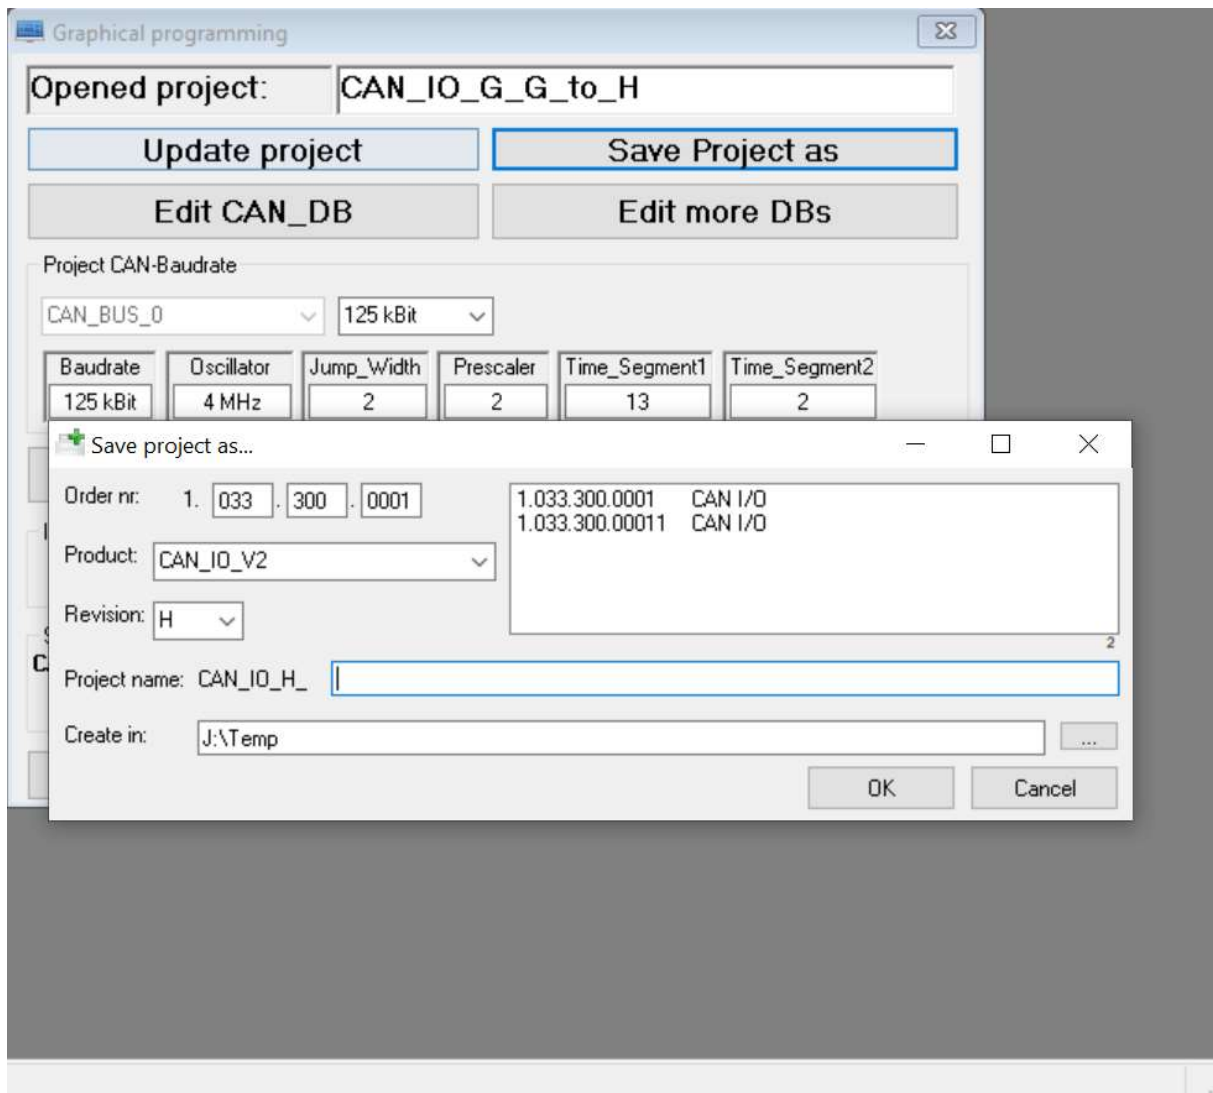 Graphical programming
Opened project: CAN_IO_G_G_to_H
Update project Save Project as
Edit CAN_DB Edit more DBs
Project CAN-Baudrate
CAN_BUS_0 125 kBit
Baudrate Oscillator Jump_Width Prescaler Time_Segment1 Time_Segment2
125 kBit 4 MHz 2 2 13 2
Save project as...
Order nr: 1. 033 . 300 . 0001
1.033.300.0001 CAN I/O
1.033.300.00011 CAN I/O
Product: CAN_IO_V2
Revision: H
2
Project name: CAN_IO_H_
Create in: J:\Temp ...
OK Cancel